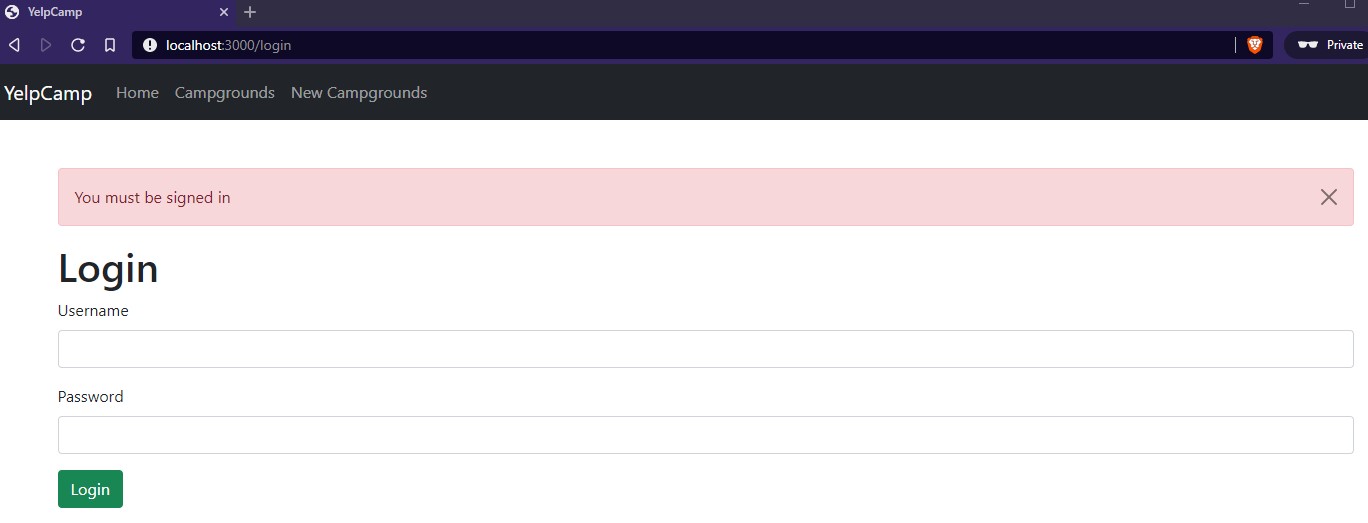 YelpCamp
localhost:3000/login
Private
YelpCamp Home Campgrounds New Campgrounds
You must be signed in
Login
Username
Password
Login